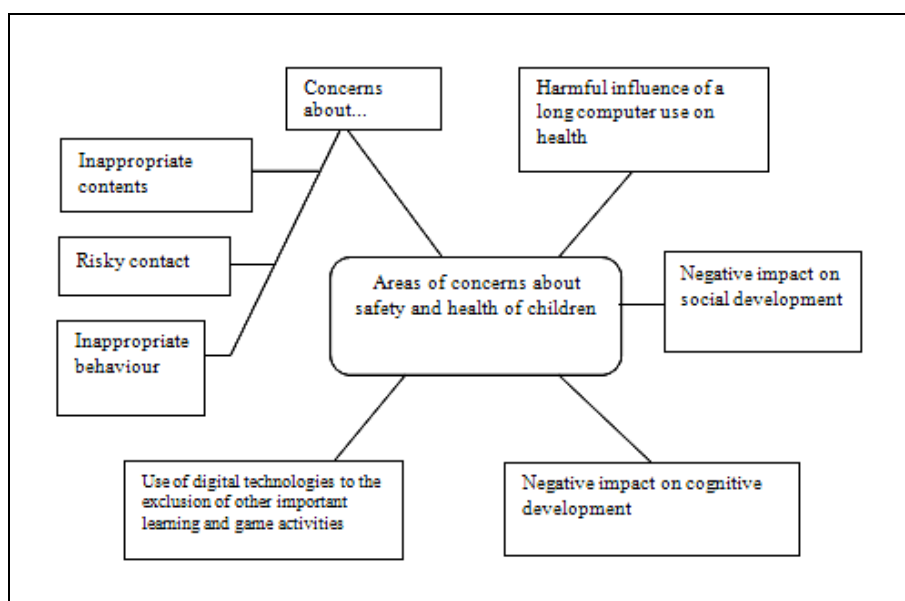 Concerns
about...
Harmful influence of a
long computer use on
health
Inappropriate
contents
Risky contact
Inappropriate
behaviour
Areas of concerns about
safety and health of children
Negative impact on
social development
Use of digital technologies to the
exclusion of other important
learning and game activities
Negative impact on cognitive
development